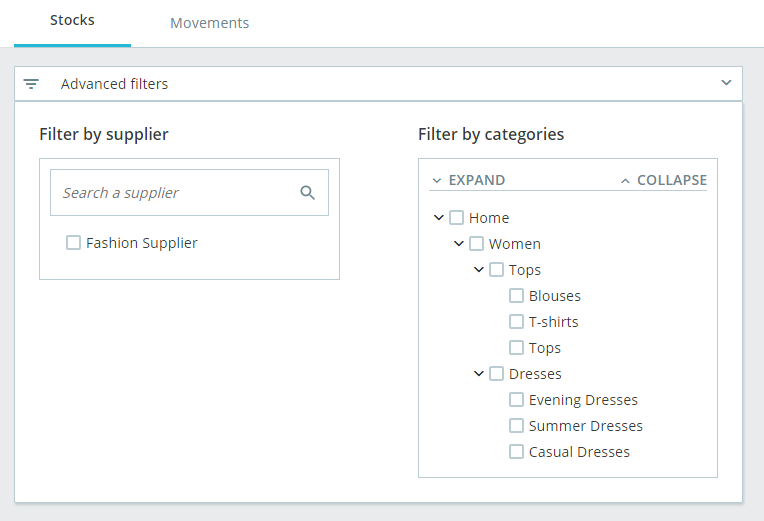 Stocks Movements
Advanced filters
Filter by supplier
Search a supplier
Fashion Supplier
Filter by categories
EXPAND COLLAPSE
Home
Women
Tops
Blouses
T-shirts
Tops
Dresses
Evening Dresses
Summer Dresses
Casual Dresses